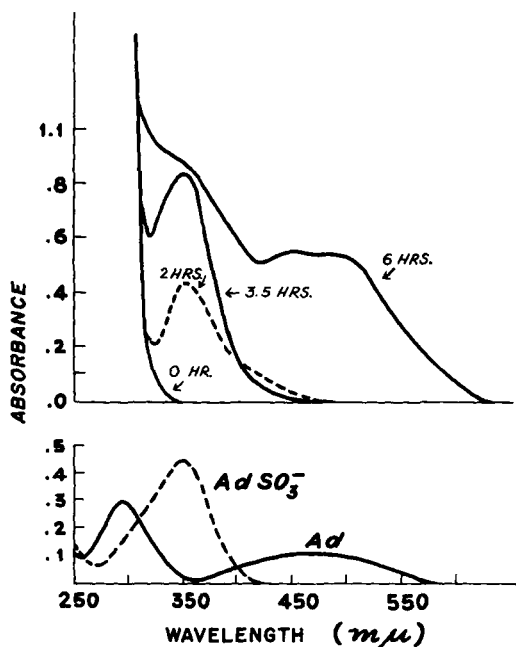 1.1
.8
.6
.4
.2
.0
ABSORBANCE
6 HRS.
2 HRS.
3.5 HRS.
0 HR.
.5
.4
.3
.2
.1
Ad SO₃⁻
Ad
250
350
450
550
WAVELENGTH (mμ)